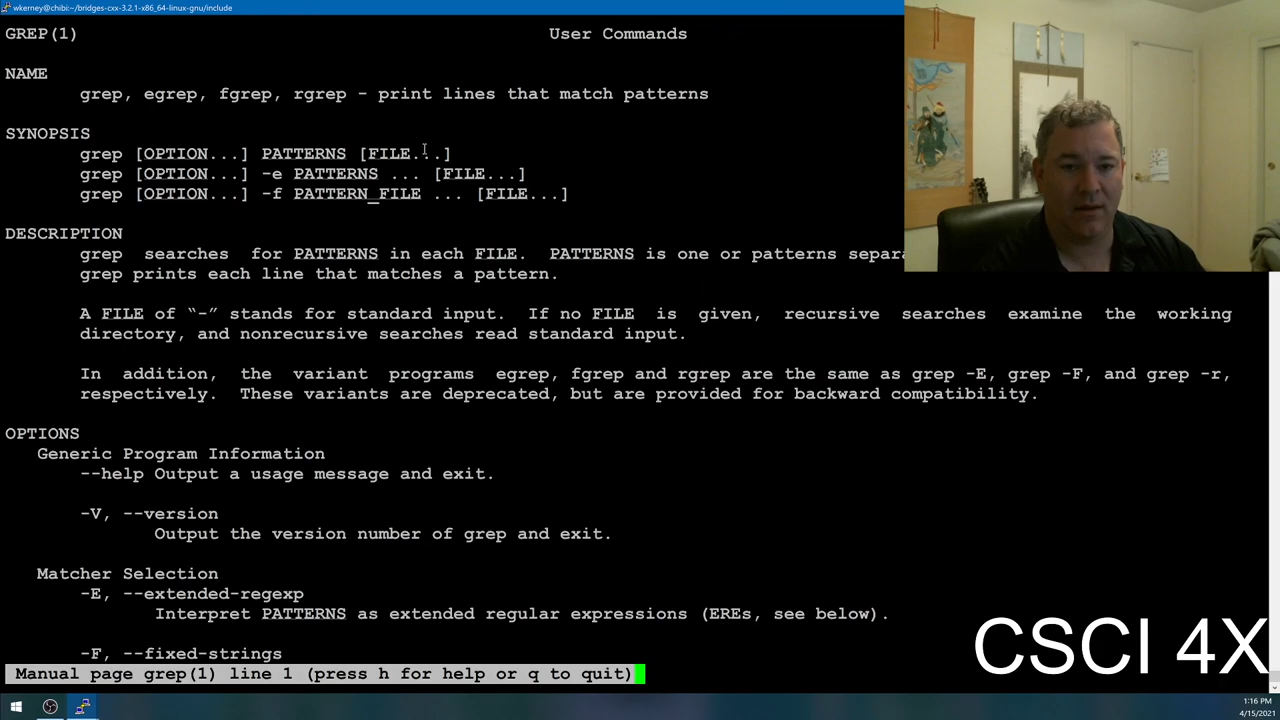 wkerney@chibi:~/bridges-cxx-3.2.1-x86_64-linux-gnu/include
GREP(1) User Commands
NAME
grep, egrep, fgrep, rgrep - print lines that match patterns
SYNOPSIS
grep [OPTION...] PATTERNS [FILE...]
grep [OPTION...] -e PATTERNS ... [FILE...]
grep [OPTION...] -f PATTERN_FILE ... [FILE...]
DESCRIPTION
grep searches for PATTERNS in each FILE. PATTERNS is one or patterns separa
grep prints each line that matches a pattern.
A FILE of “-” stands for standard input. If no FILE is given, recursive searches examine the working
directory, and nonrecursive searches read standard input.
In addition, the variant programs egrep, fgrep and rgrep are the same as grep -E, grep -F, and grep -r,
respectively. These variants are deprecated, but are provided for backward compatibility.
OPTIONS
Generic Program Information
--help Output a usage message and exit.
-V, --version
Output the version number of grep and exit.
Matcher Selection
-E, --extended-regexp
Interpret PATTERNS as extended regular expressions (EREs, see below).
-F, --fixed-strings
Manual page grep(1) line 1 (press h for help or q to quit)
CSCI 4X
1:16 PM
4/15/2021